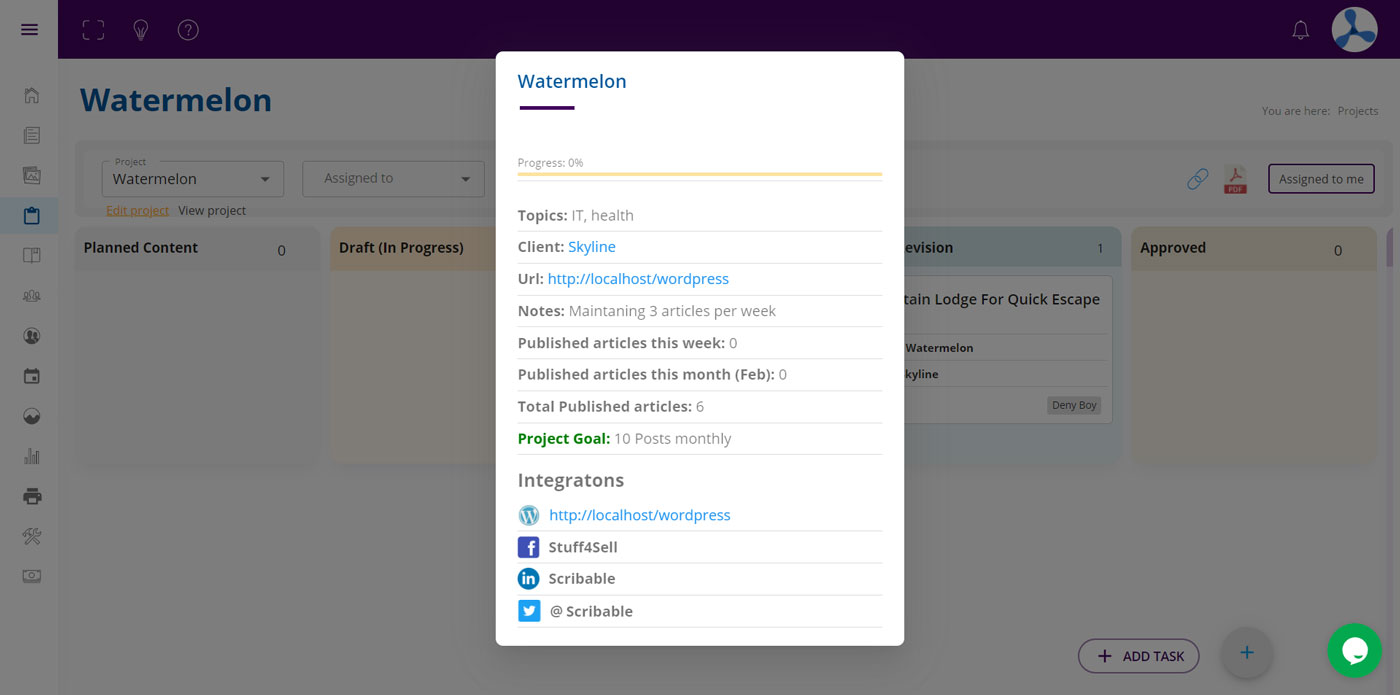 Watermelon
You are here: Projects
Project
Watermelon
Assigned to
PDF
Assigned to me
Edit project View project
Planned Content 0
Draft (In Progress)
evision 1
Approved 0
tain Lodge For Quick Escape
Watermelon
kyline
Deny Boy
Watermelon
Progress: 0%
Topics: IT, health
Client: Skyline
Url: http://localhost/wordpress
Notes: Maintaning 3 articles per week
Published articles this week: 0
Published articles this month (Feb): 0
Total Published articles: 6
Project Goal: 10 Posts monthly
Integratons
http://localhost/wordpress
Stuff4Sell
Scribable
@ Scribable
+ ADD TASK
+